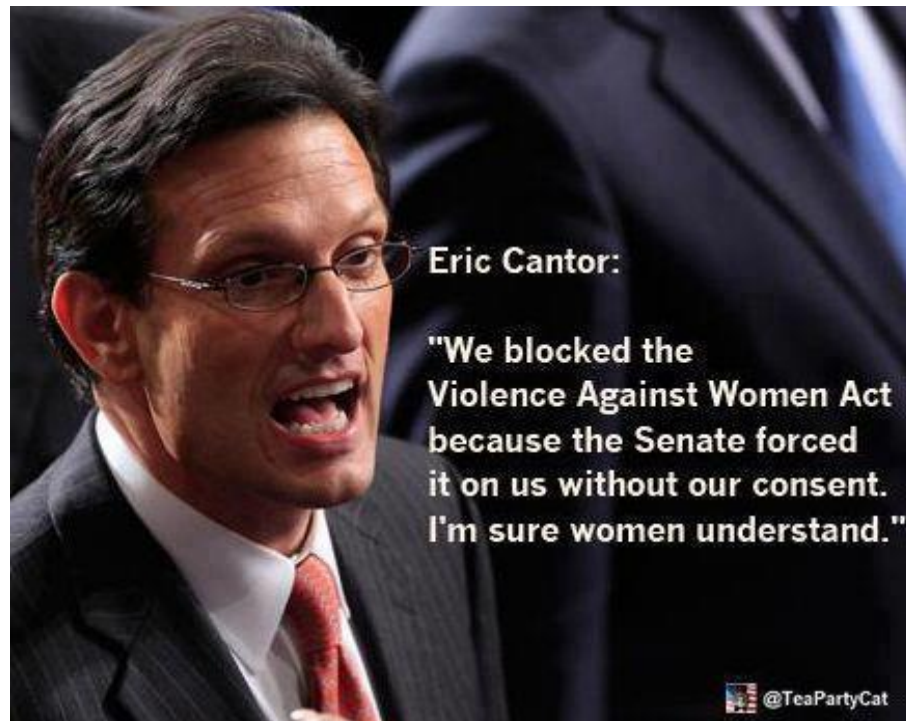 Eric Cantor:
"We blocked the
Violence Against Women Act
because the Senate forced
it on us without our consent.
I'm sure women understand."
@TeaPartyCat